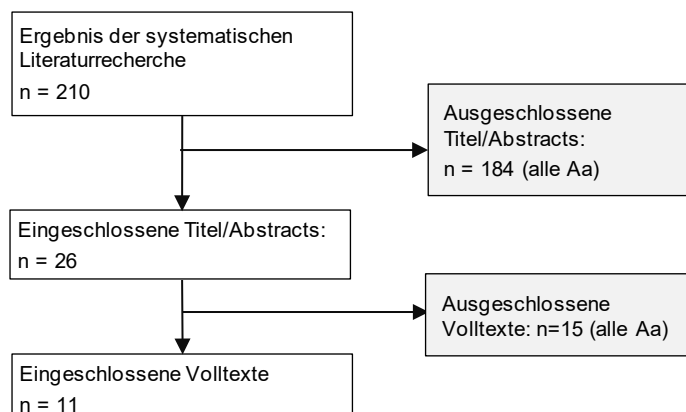 Ergebnis der systematischen
Literaturrecherche
n = 210
Ausgeschlossene
Titel/Abstracts:
n = 184 (alle Aa)
Eingeschlossene Titel/Abstracts:
n = 26
Ausgeschlossene
Volltexte: n=15 (alle Aa)
Eingeschlossene Volltexte
n = 11